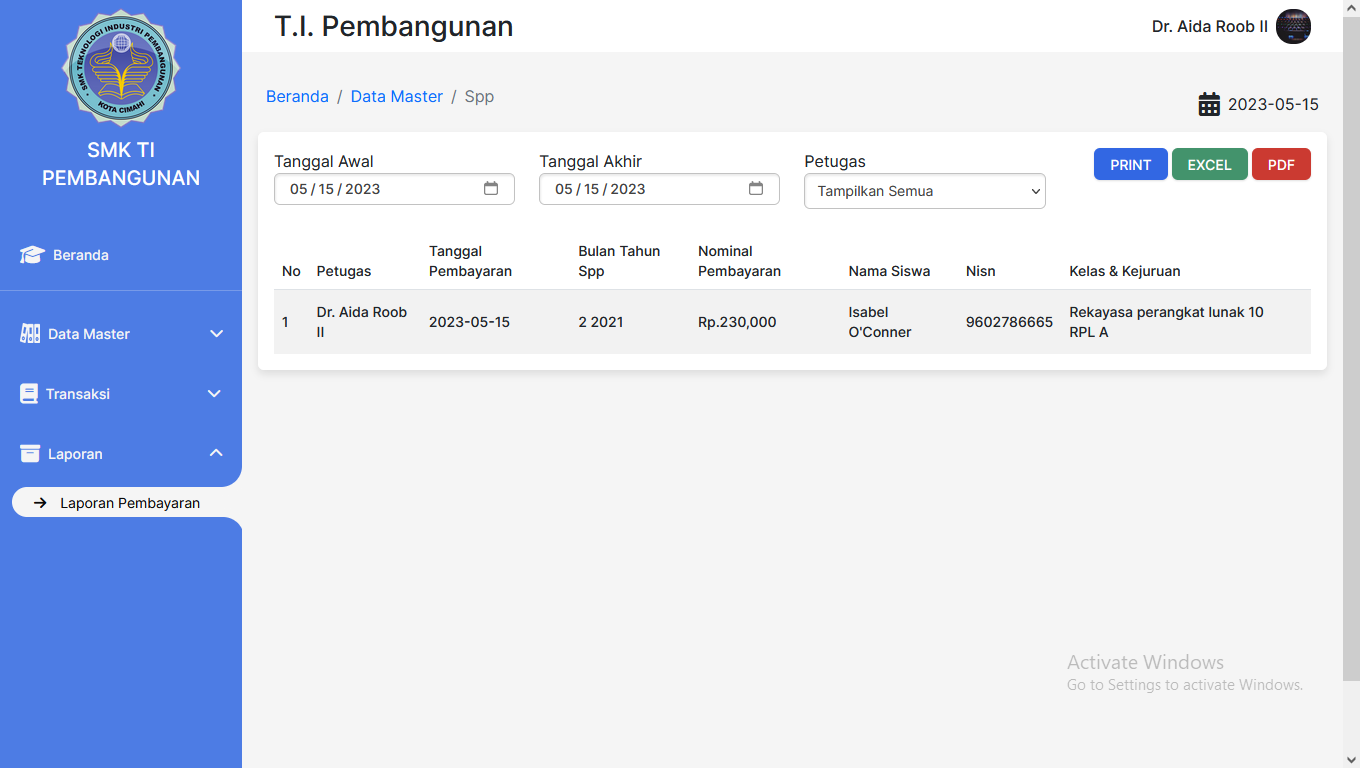 SMK TEKNOLOGI INDUSTRI PEMBANGUNAN
KOTA CIMAHI
SMK TI
PEMBANGUNAN
Beranda
Data Master
Transaksi
Laporan
Laporan Pembayaran
T.I. Pembangunan
Dr. Aida Roob II
Beranda / Data Master / Spp
2023-05-15
Tanggal Awal
05/15/2023
Tanggal Akhir
05/15/2023
Petugas
Tampilkan Semua
PRINT EXCEL PDF
No Petugas Tanggal Pembayaran Bulan Tahun Spp Nominal Pembayaran Nama Siswa Nisn Kelas & Kejuruan
1 Dr. Aida Roob II 2023-05-15 2 2021 Rp.230,000 Isabel O'Conner 9602786665 Rekayasa perangkat lunak 10 RPL A
Activate Windows
Go to Settings to activate Windows.